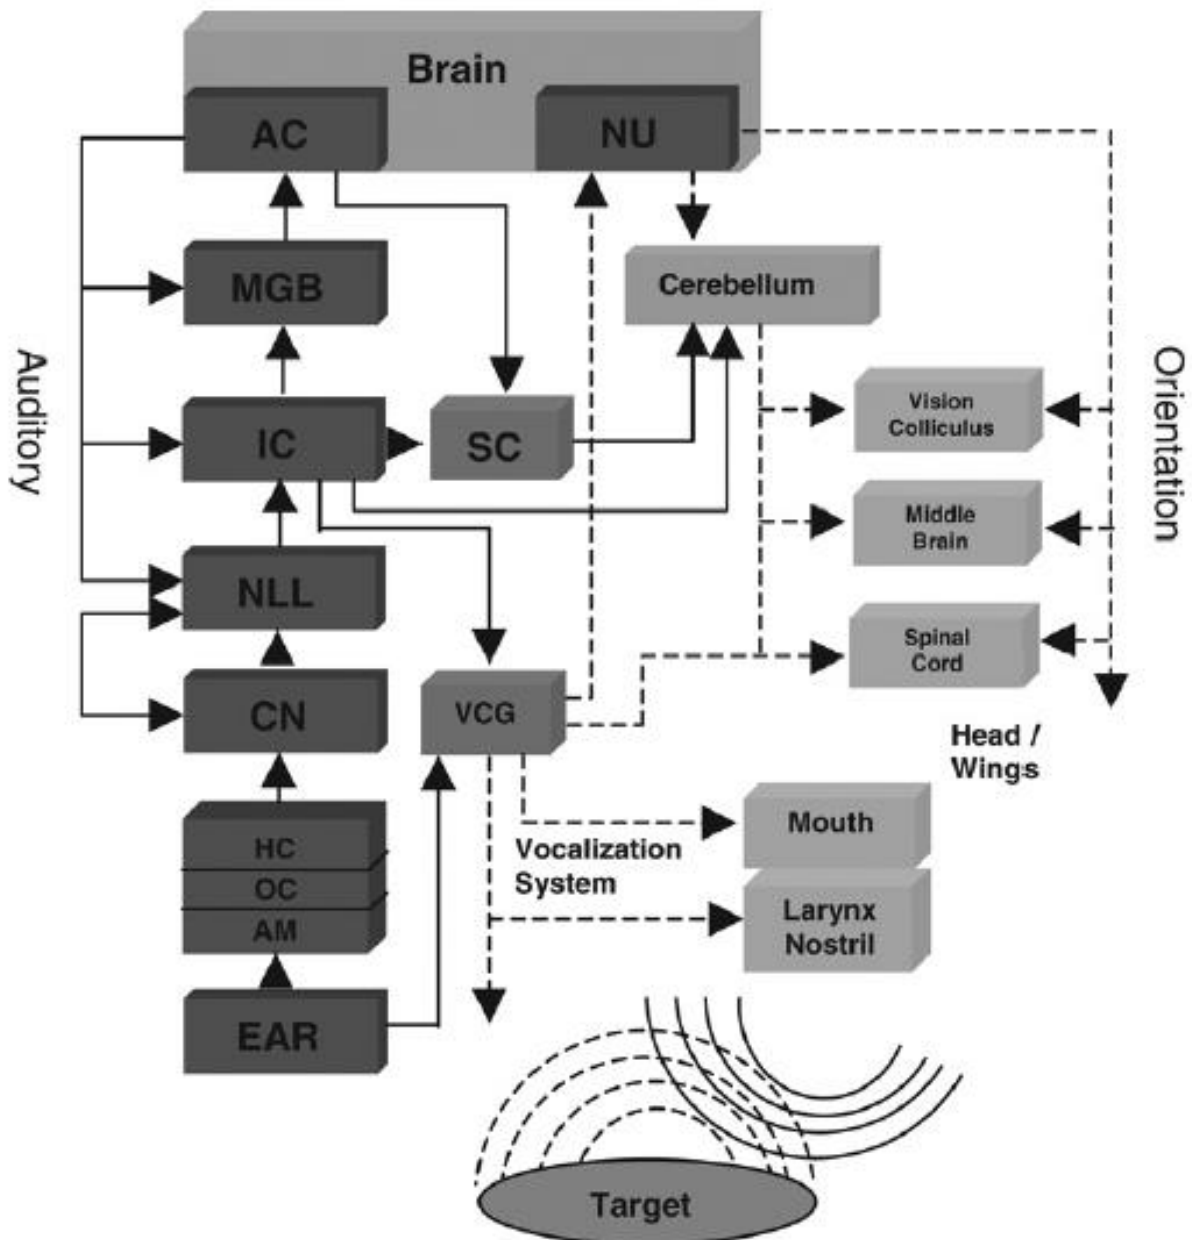 Brain
AC
NU
MGB
Cerebellum
Auditory
Orientation
IC
SC
Vision
Colliculus
Middle
Brain
NLL
Spinal
Cord
CN
VCG
Head /
Wings
HC
OC
AM
Vocalization
System
Mouth
Larynx
Nostril
EAR
Target